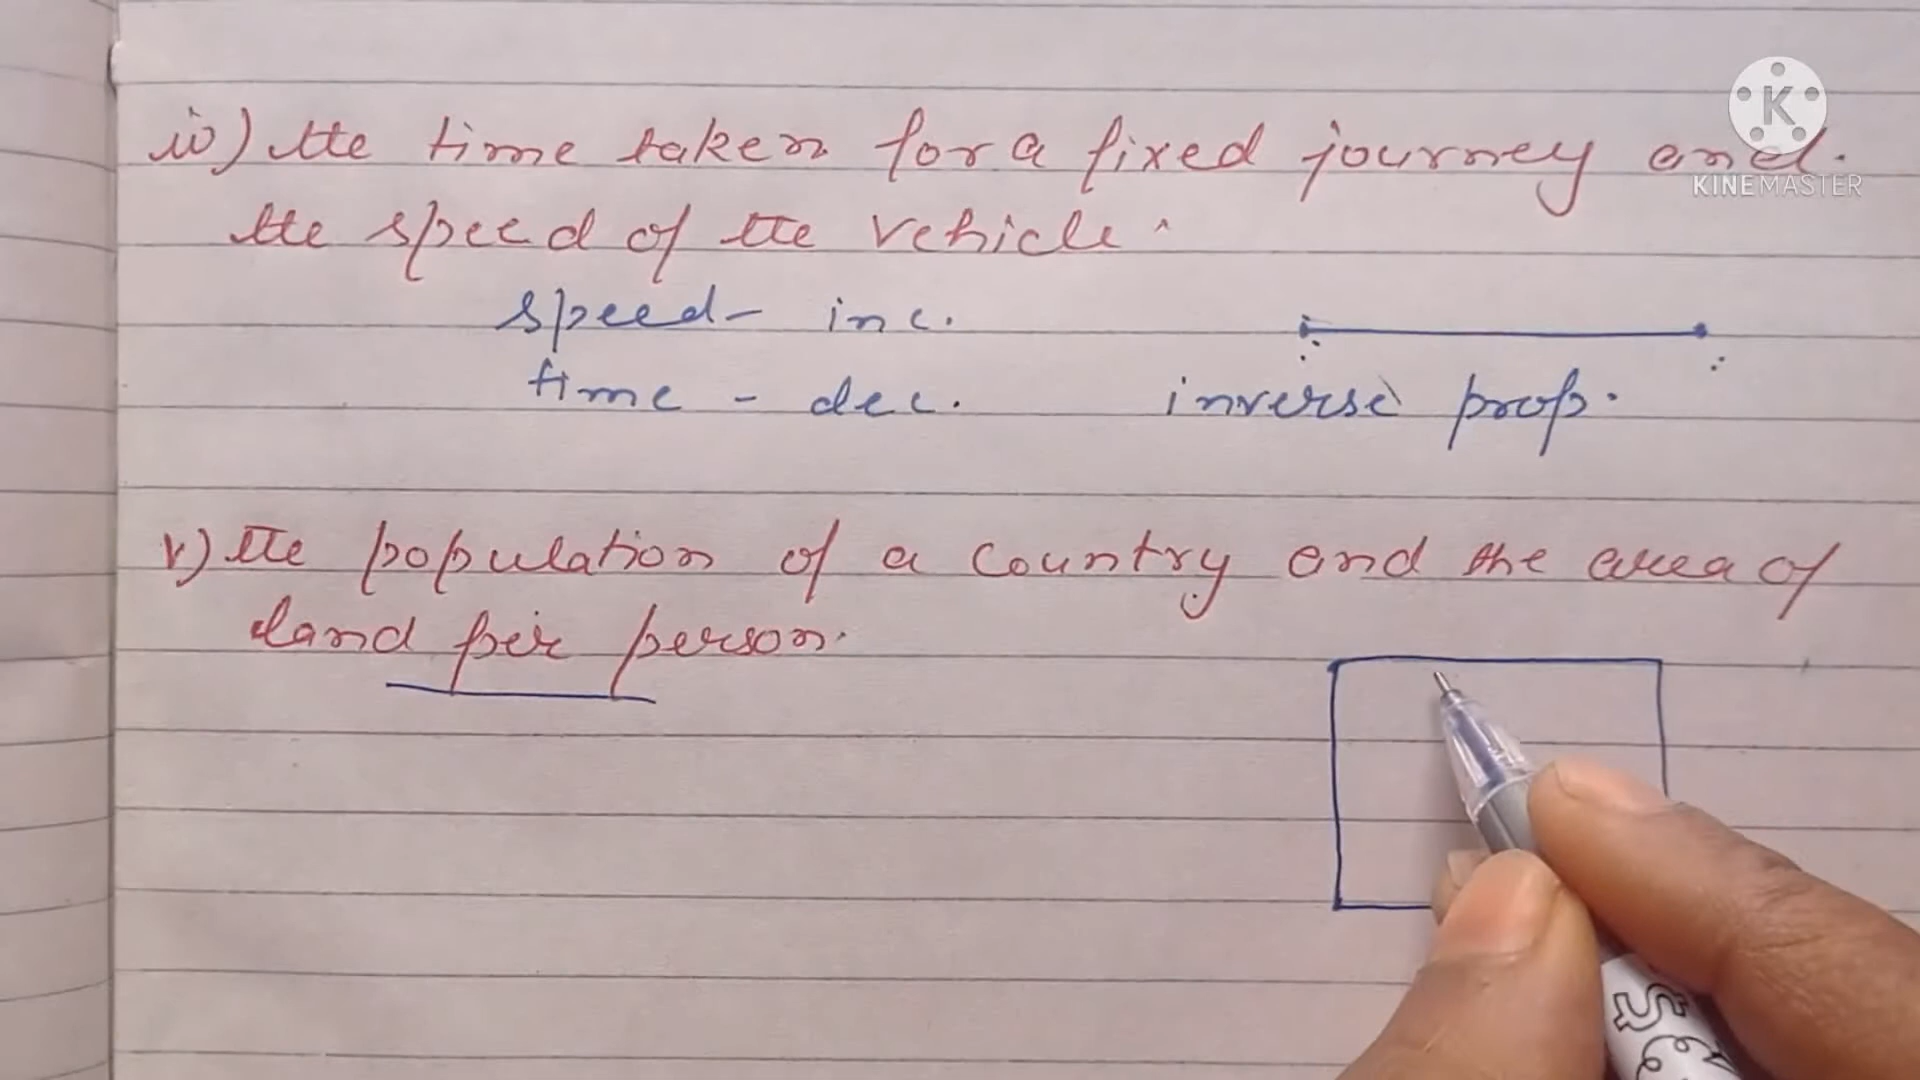 iv) the time taken for a fixed journey and
the speed of the vehicle.
speed - inc.
time - dec. inverse prop.
v) the population of a country and the area of
land per person.
K
KINEMASTER
$